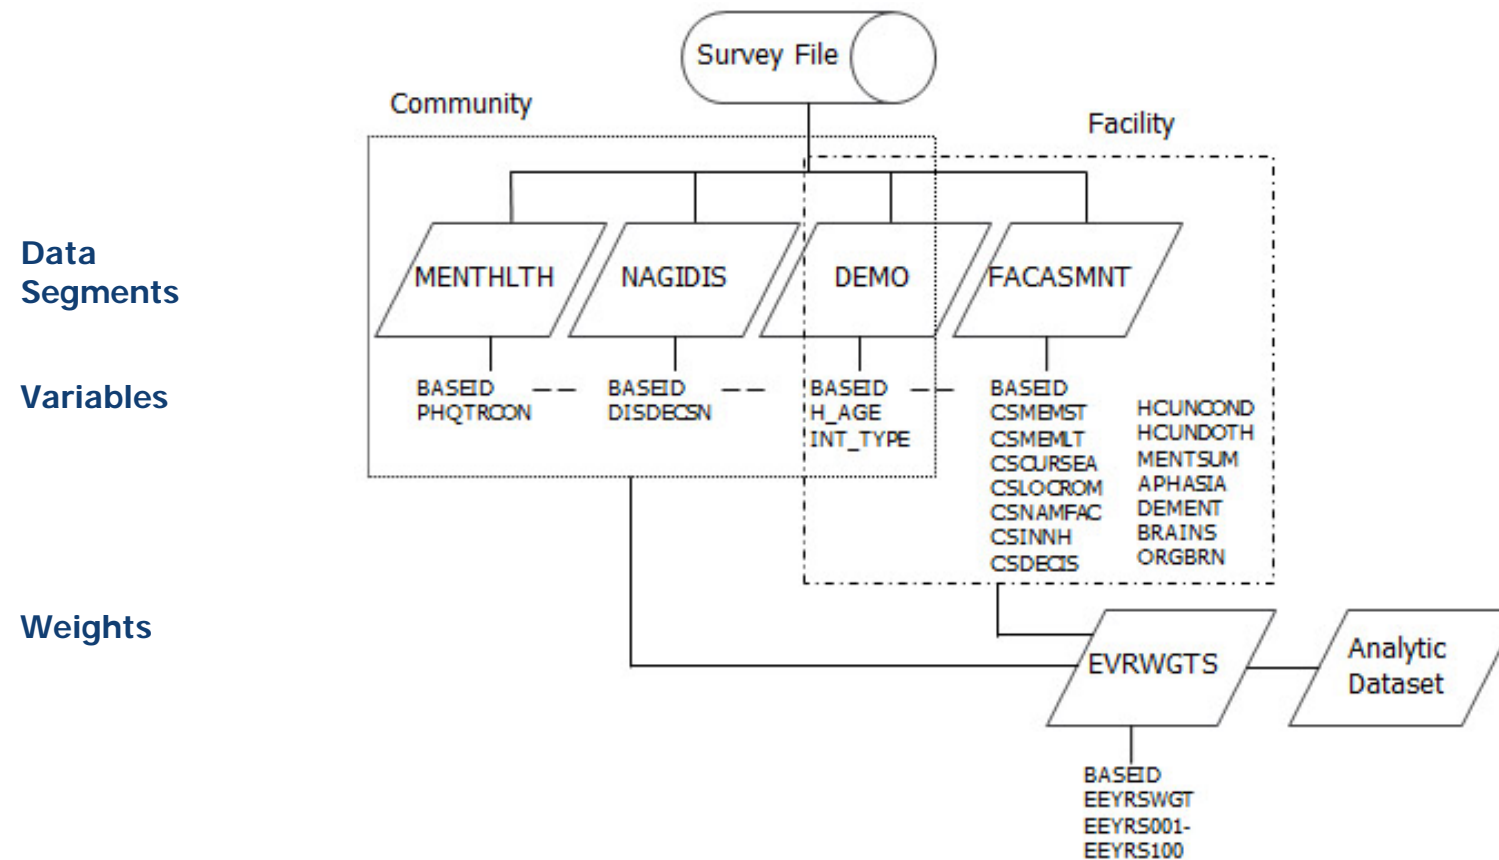 Survey File
Community
Facility
Data
Segments
MENTHLTH
NAGIDIS
DEMO
FACASMNT
Variables
BASEID
PHQTRCON
BASEID
DISDECSN
BASEID
H_AGE
INT_TYPE
BASEID
CSMEMST
CSMEMLT
CSCURSEA
CSLOCROM
CSNAMFAC
CSINNH
CSDECIS
HCUNCOND
HCUNDOTH
MENTSUM
APHASIA
DEMENT
BRAINS
ORGBRN
Weights
EVRWGTS
Analytic
Dataset
BASEID
EEYRSWGT
EEYRS001-
EEYRS100